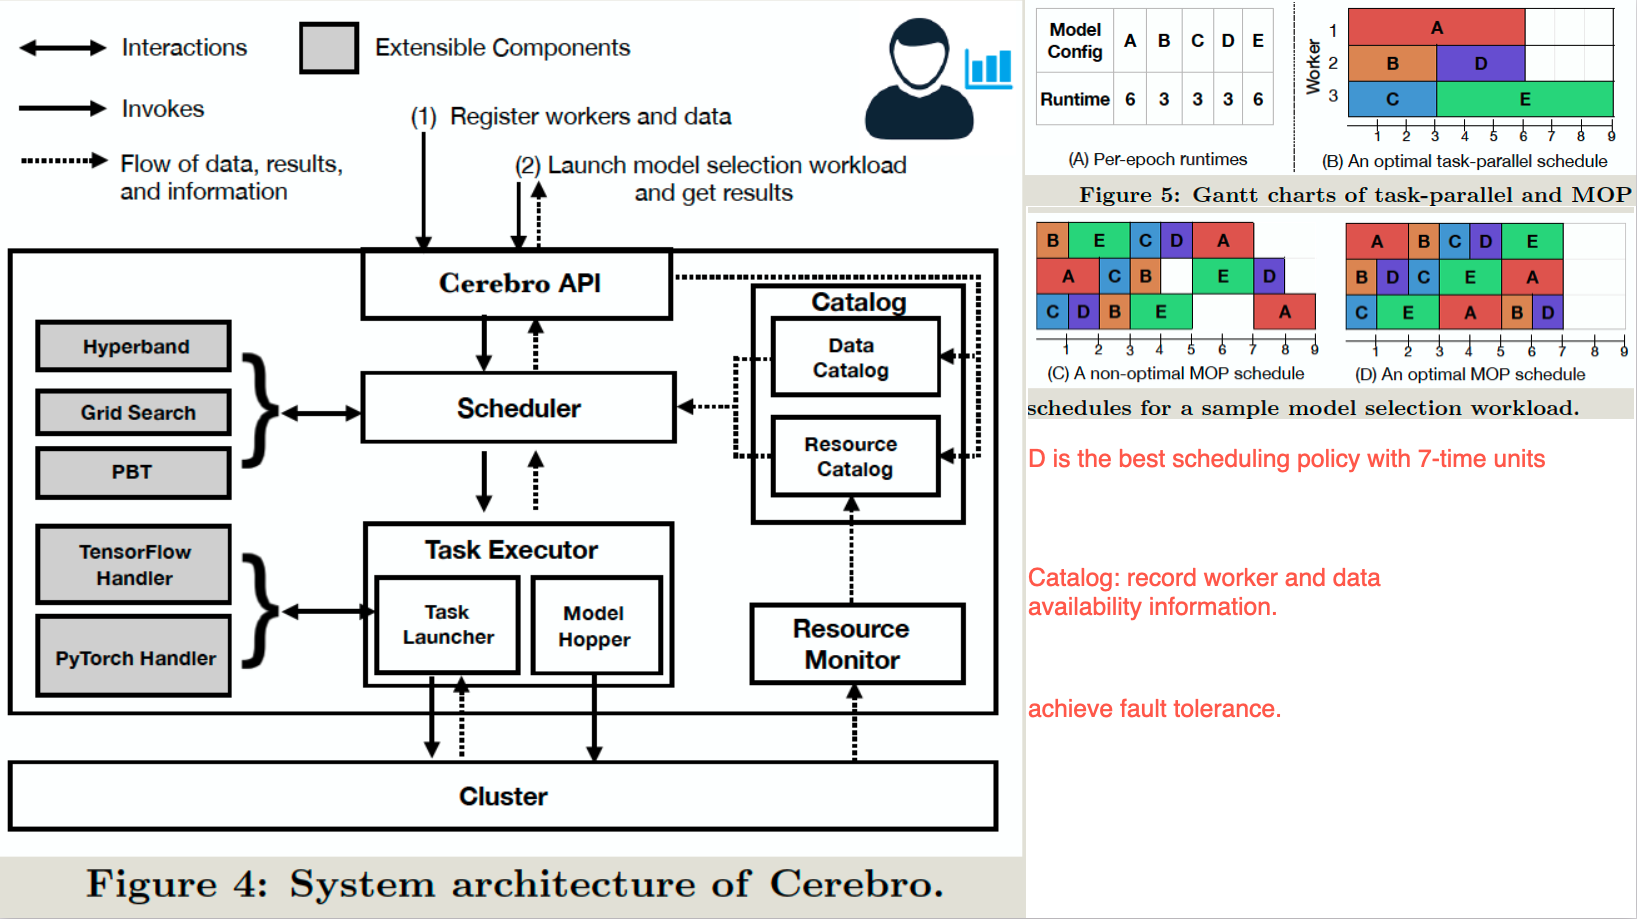 Interactions
Extensible Components
Invokes
Flow of data, results,
and information
(1) Register workers and data
(2) Launch model selection workload
and get results
Cerebro API
Catalog
Data
Catalog
Resource
Catalog
Hyperband
Grid Search
PBT
Scheduler
TensorFlow
Handler
PyTorch Handler
Task Executor
Task
Launcher
Model
Hopper
Resource
Monitor
Cluster
Figure 4: System architecture of Cerebro.
Model
Config
A B C D E
Runtime 6 3 3 3 6
(A) Per-epoch runtimes
Worker
1 A
2 B D
3 C E
1 2 3 4 5 6 7 8 9
(B) An optimal task-parallel schedule
Figure 5: Gantt charts of task-parallel and MOP
B E C D A
A C B E D
C D B E A
1 2 3 4 5 6 7 8 9
(C) A non-optimal MOP schedule
A B C D E
B D C E A
C E A B D
1 2 3 4 5 6 7 8 9
(D) An optimal MOP schedule
schedules for a sample model selection workload.
D is the best scheduling policy with 7-time units
Catalog: record worker and data
availability information.
achieve fault tolerance.